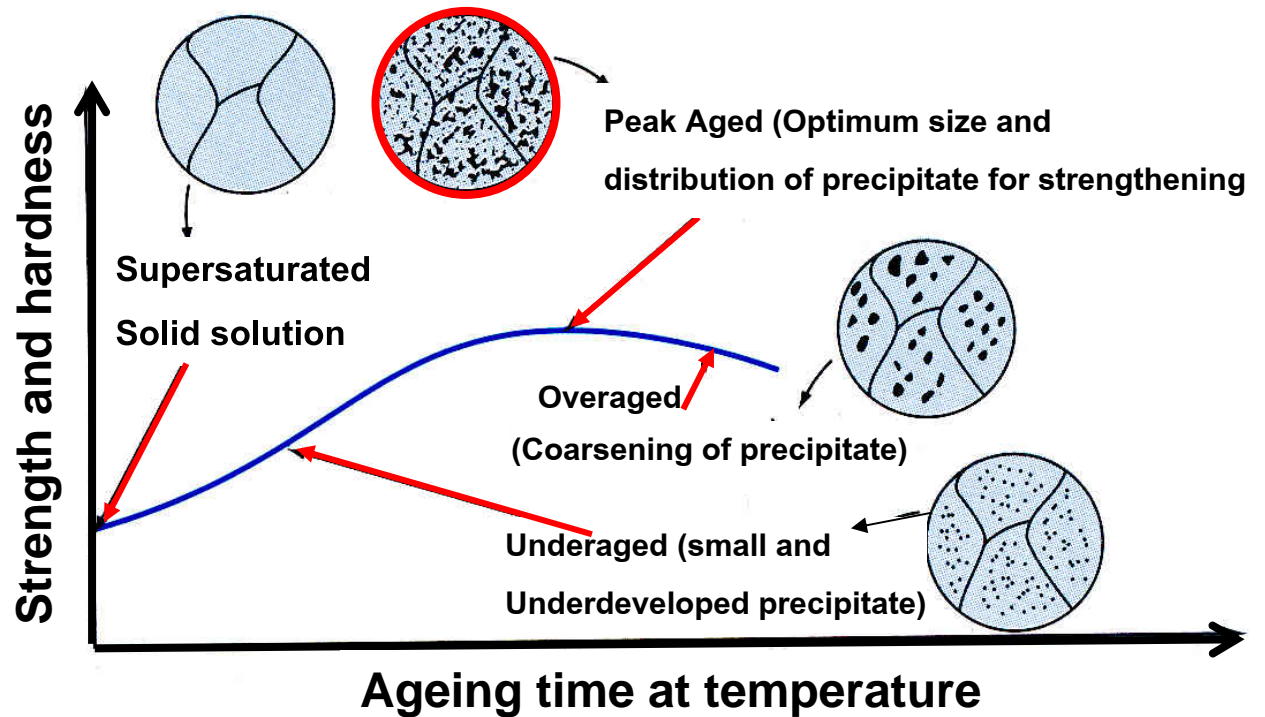 Peak Aged (Optimum size and
distribution of precipitate for strengthening
Supersaturated
Solid solution
Overaged
(Coarsening of precipitate)
Underaged (small and
Underdeveloped precipitate)
Strength and hardness
Ageing time at temperature